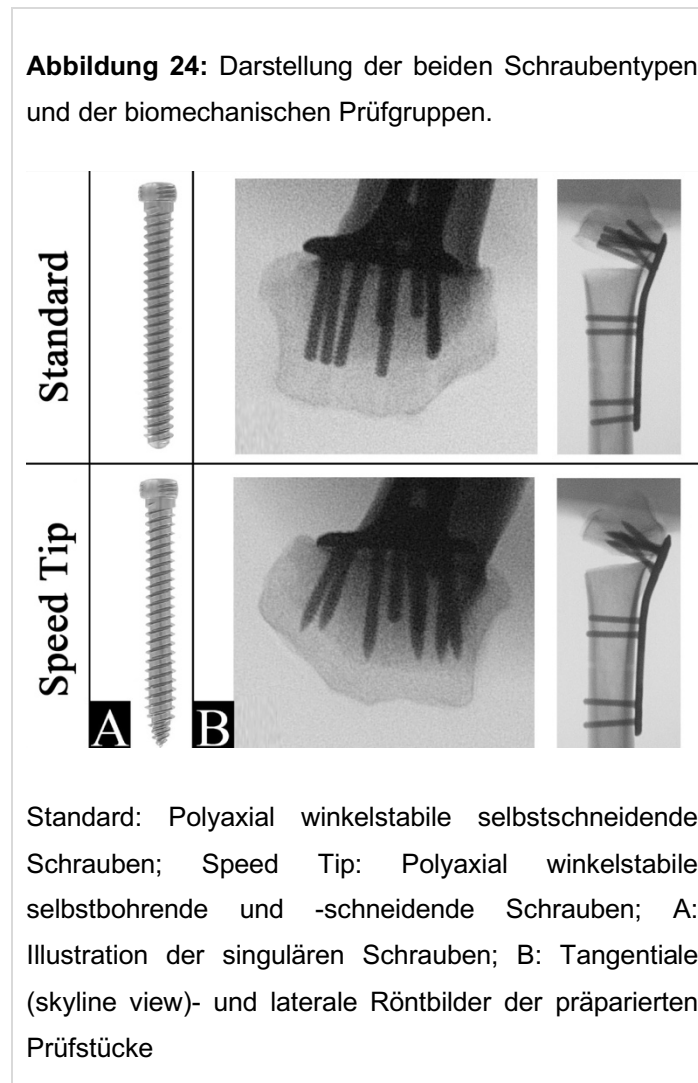 Abbildung 24: Darstellung der beiden Schraubentypen
und der biomechanischen Prüfgruppen.
Standard
Speed Tip
A
B
Standard: Polyaxial winkelstabile selbstschneidende
Schrauben; Speed Tip: Polyaxial winkelstabile
selbstbohrende und -schneidende Schrauben; A:
Illustration der singulären Schrauben; B: Tangentiale
(skyline view)- und laterale Röntbilder der präparierten
Prüfstücke